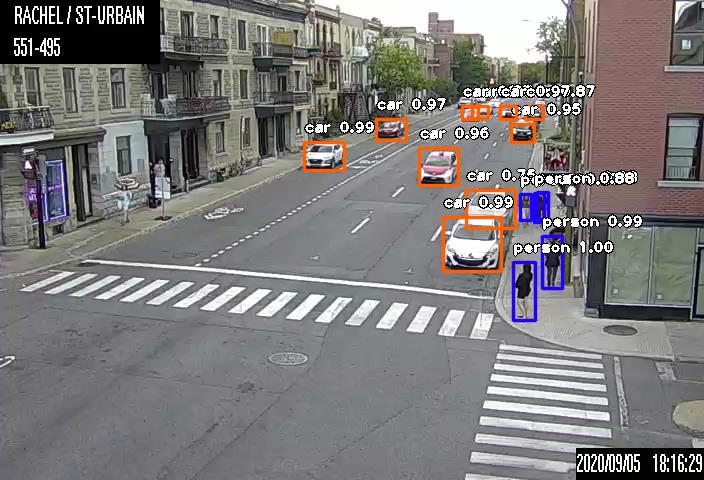 RACHEL / ST-URBAIN
551-495
car 0.97
car 0.95
car 0.99
car 0.96
car 0.99
person 0.99
person 1.00
2020/09/05 18:16:29